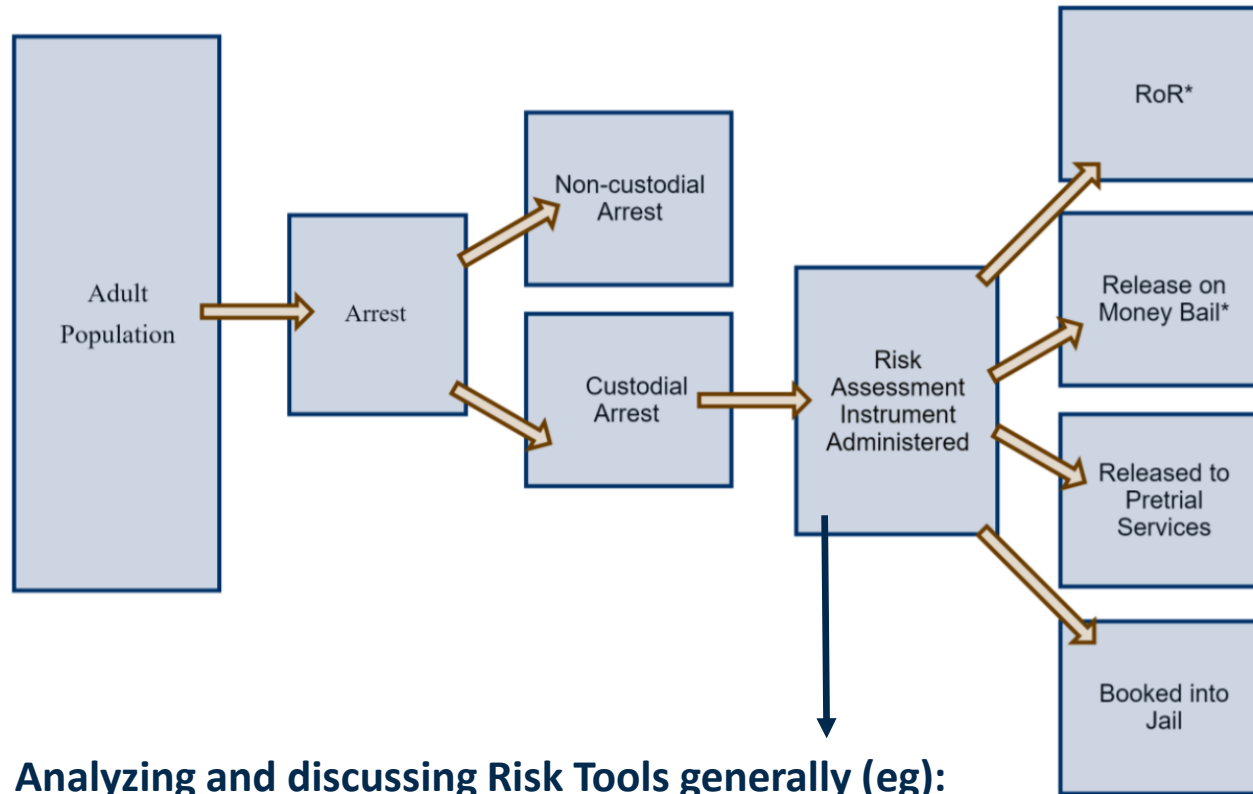 Adult
Population
Arrest
Non-custodial
Arrest
Custodial
Arrest
Risk
Assessment
Instrument
Administered
RoR*
Release on
Money Bail*
Released to
Pretrial
Services
Booked into
Jail
Analyzing and discussing Risk Tools generally (eg):